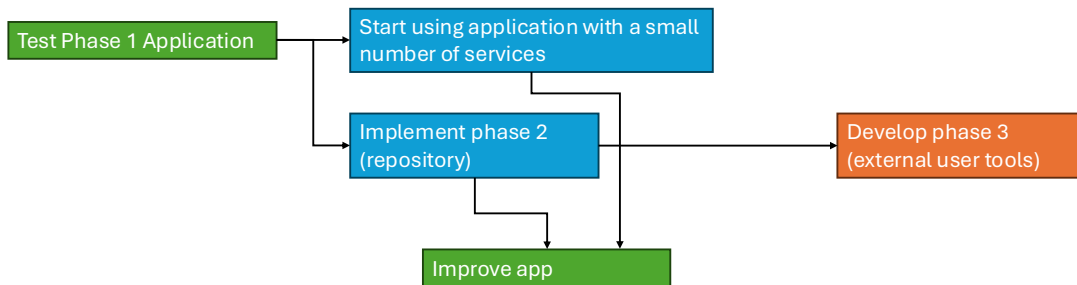 Test Phase 1 Application
Start using application with a small
number of services
Implement phase 2
(repository)
Develop phase 3
(external user tools)
Improve app